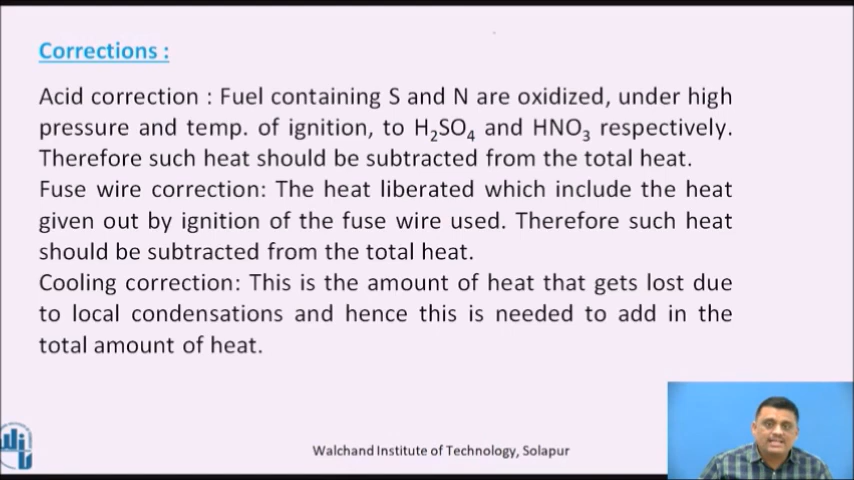 Corrections :
Acid correction : Fuel containing S and N are oxidized, under high
pressure and temp. of ignition, to H₂SO₄ and HNO₃ respectively.
Therefore such heat should be subtracted from the total heat.
Fuse wire correction: The heat liberated which include the heat
given out by ignition of the fuse wire used. Therefore such heat
should be subtracted from the total heat.
Cooling correction: This is the amount of heat that gets lost due
to local condensations and hence this is needed to add in the
total amount of heat.
Walchand Institute of Technology, Solapur